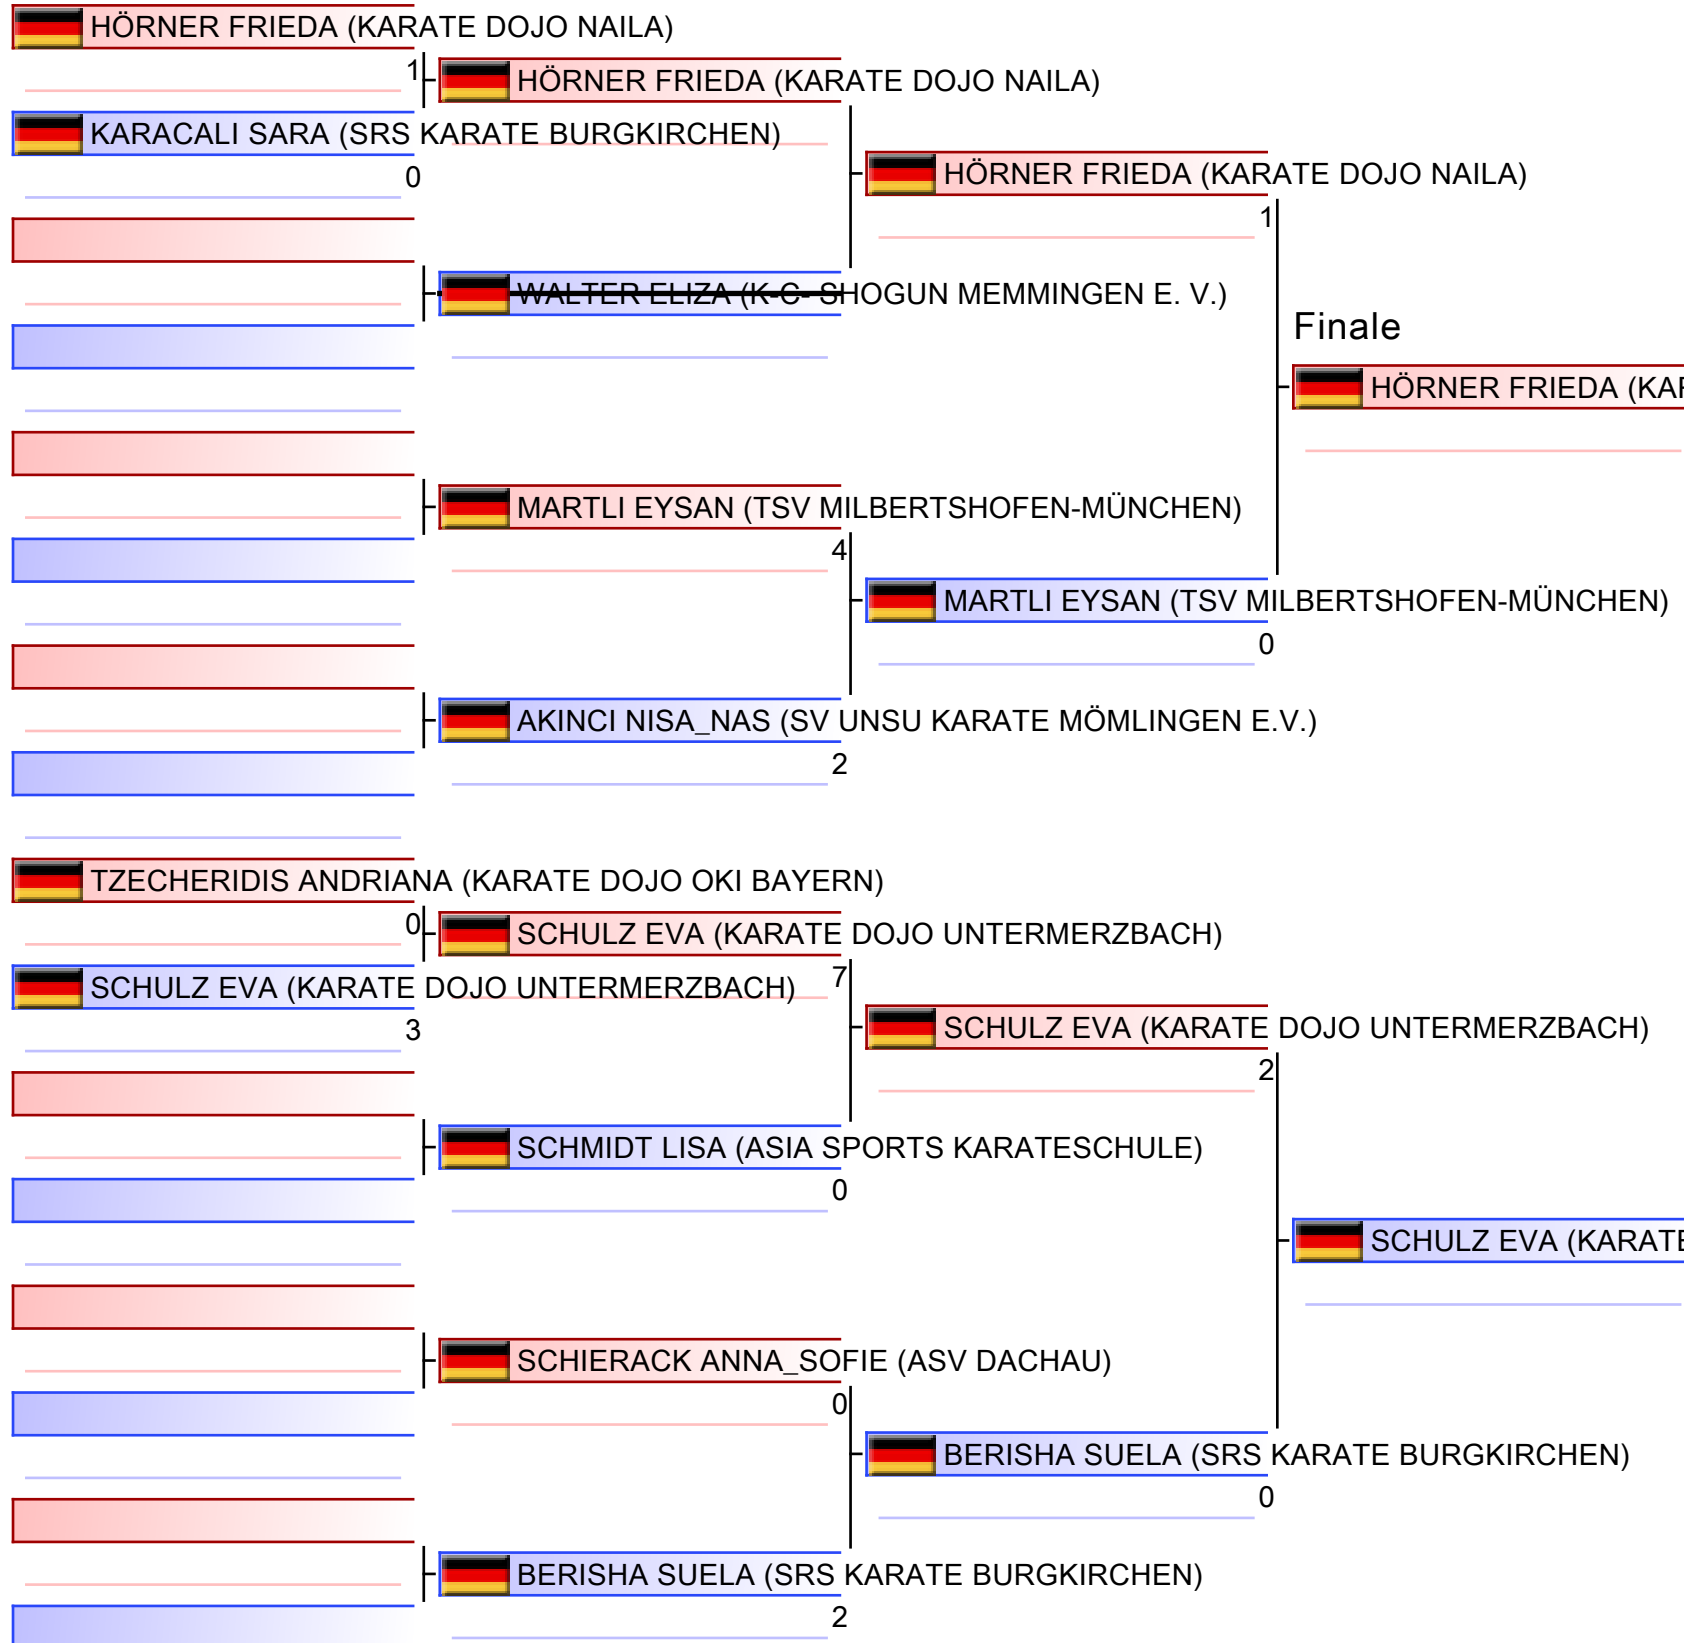 HÖRNER FRIEDA (KARATE DOJO NAILA)
1
HÖRNER FRIEDA (KARATE DOJO NAILA)
KARACALI SARA (SRS KARATE BURGKIRCHEN)
0
HÖRNER FRIEDA (KARATE DOJO NAILA)
1
WALTER ELIZA (K-C- SHOGUN MEMMINGEN E. V.)
Finale
HÖRNER FRIEDA (KAR
MARTLI EYSAN (TSV MILBERTSHOFEN-MÜNCHEN)
4
MARTLI EYSAN (TSV MILBERTSHOFEN-MÜNCHEN)
0
AKINCI NISA_NAS (SV UNSU KARATE MÖMLINGEN E.V.)
2
TZECHERIDIS ANDRIANA (KARATE DOJO OKI BAYERN)
0
SCHULZ EVA (KARATE DOJO UNTERMERZBACH)
7
SCHULZ EVA (KARATE DOJO UNTERMERZBACH)
3
SCHULZ EVA (KARATE DOJO UNTERMERZBACH)
2
SCHMIDT LISA (ASIA SPORTS KARATESCHULE)
0
SCHULZ EVA (KARATE
SCHIERACK ANNA_SOFIE (ASV DACHAU)
0
BERISHA SUELA (SRS KARATE BURGKIRCHEN)
0
BERISHA SUELA (SRS KARATE BURGKIRCHEN)
2